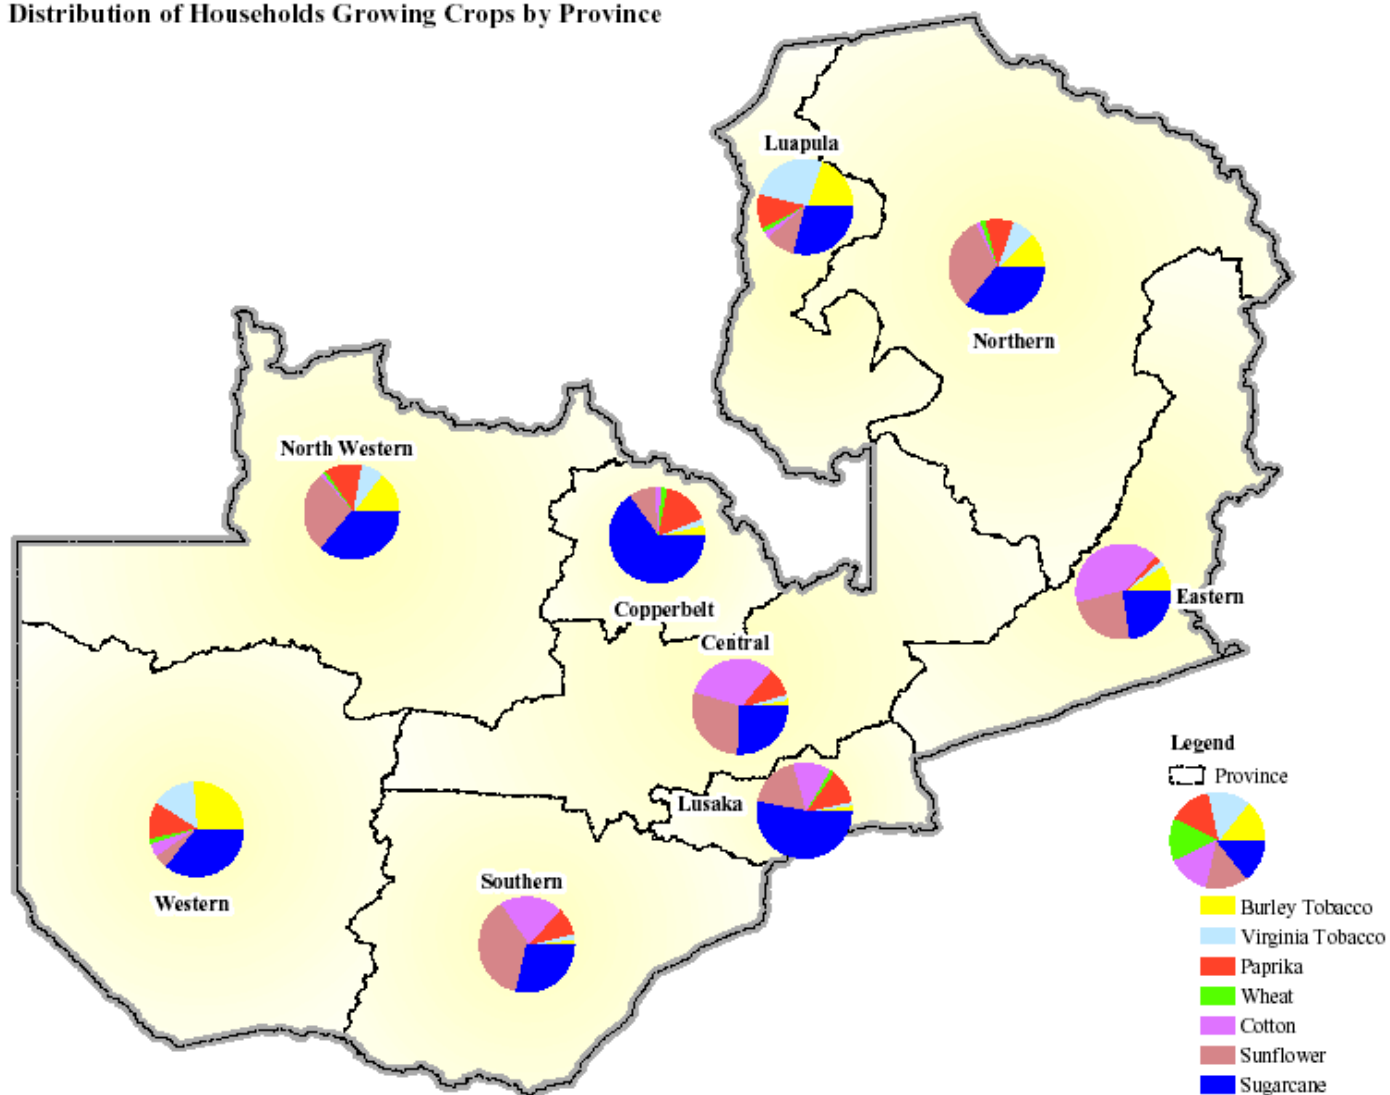 Distribution of Households Growing Crops by Province
Luapula
Northern
North Western
Copperbelt
Eastern
Central
Lusaka
Southern
Western
Legend
Province
Burley Tobacco
Virginia Tobacco
Paprika
Wheat
Cotton
Sunflower
Sugarcane